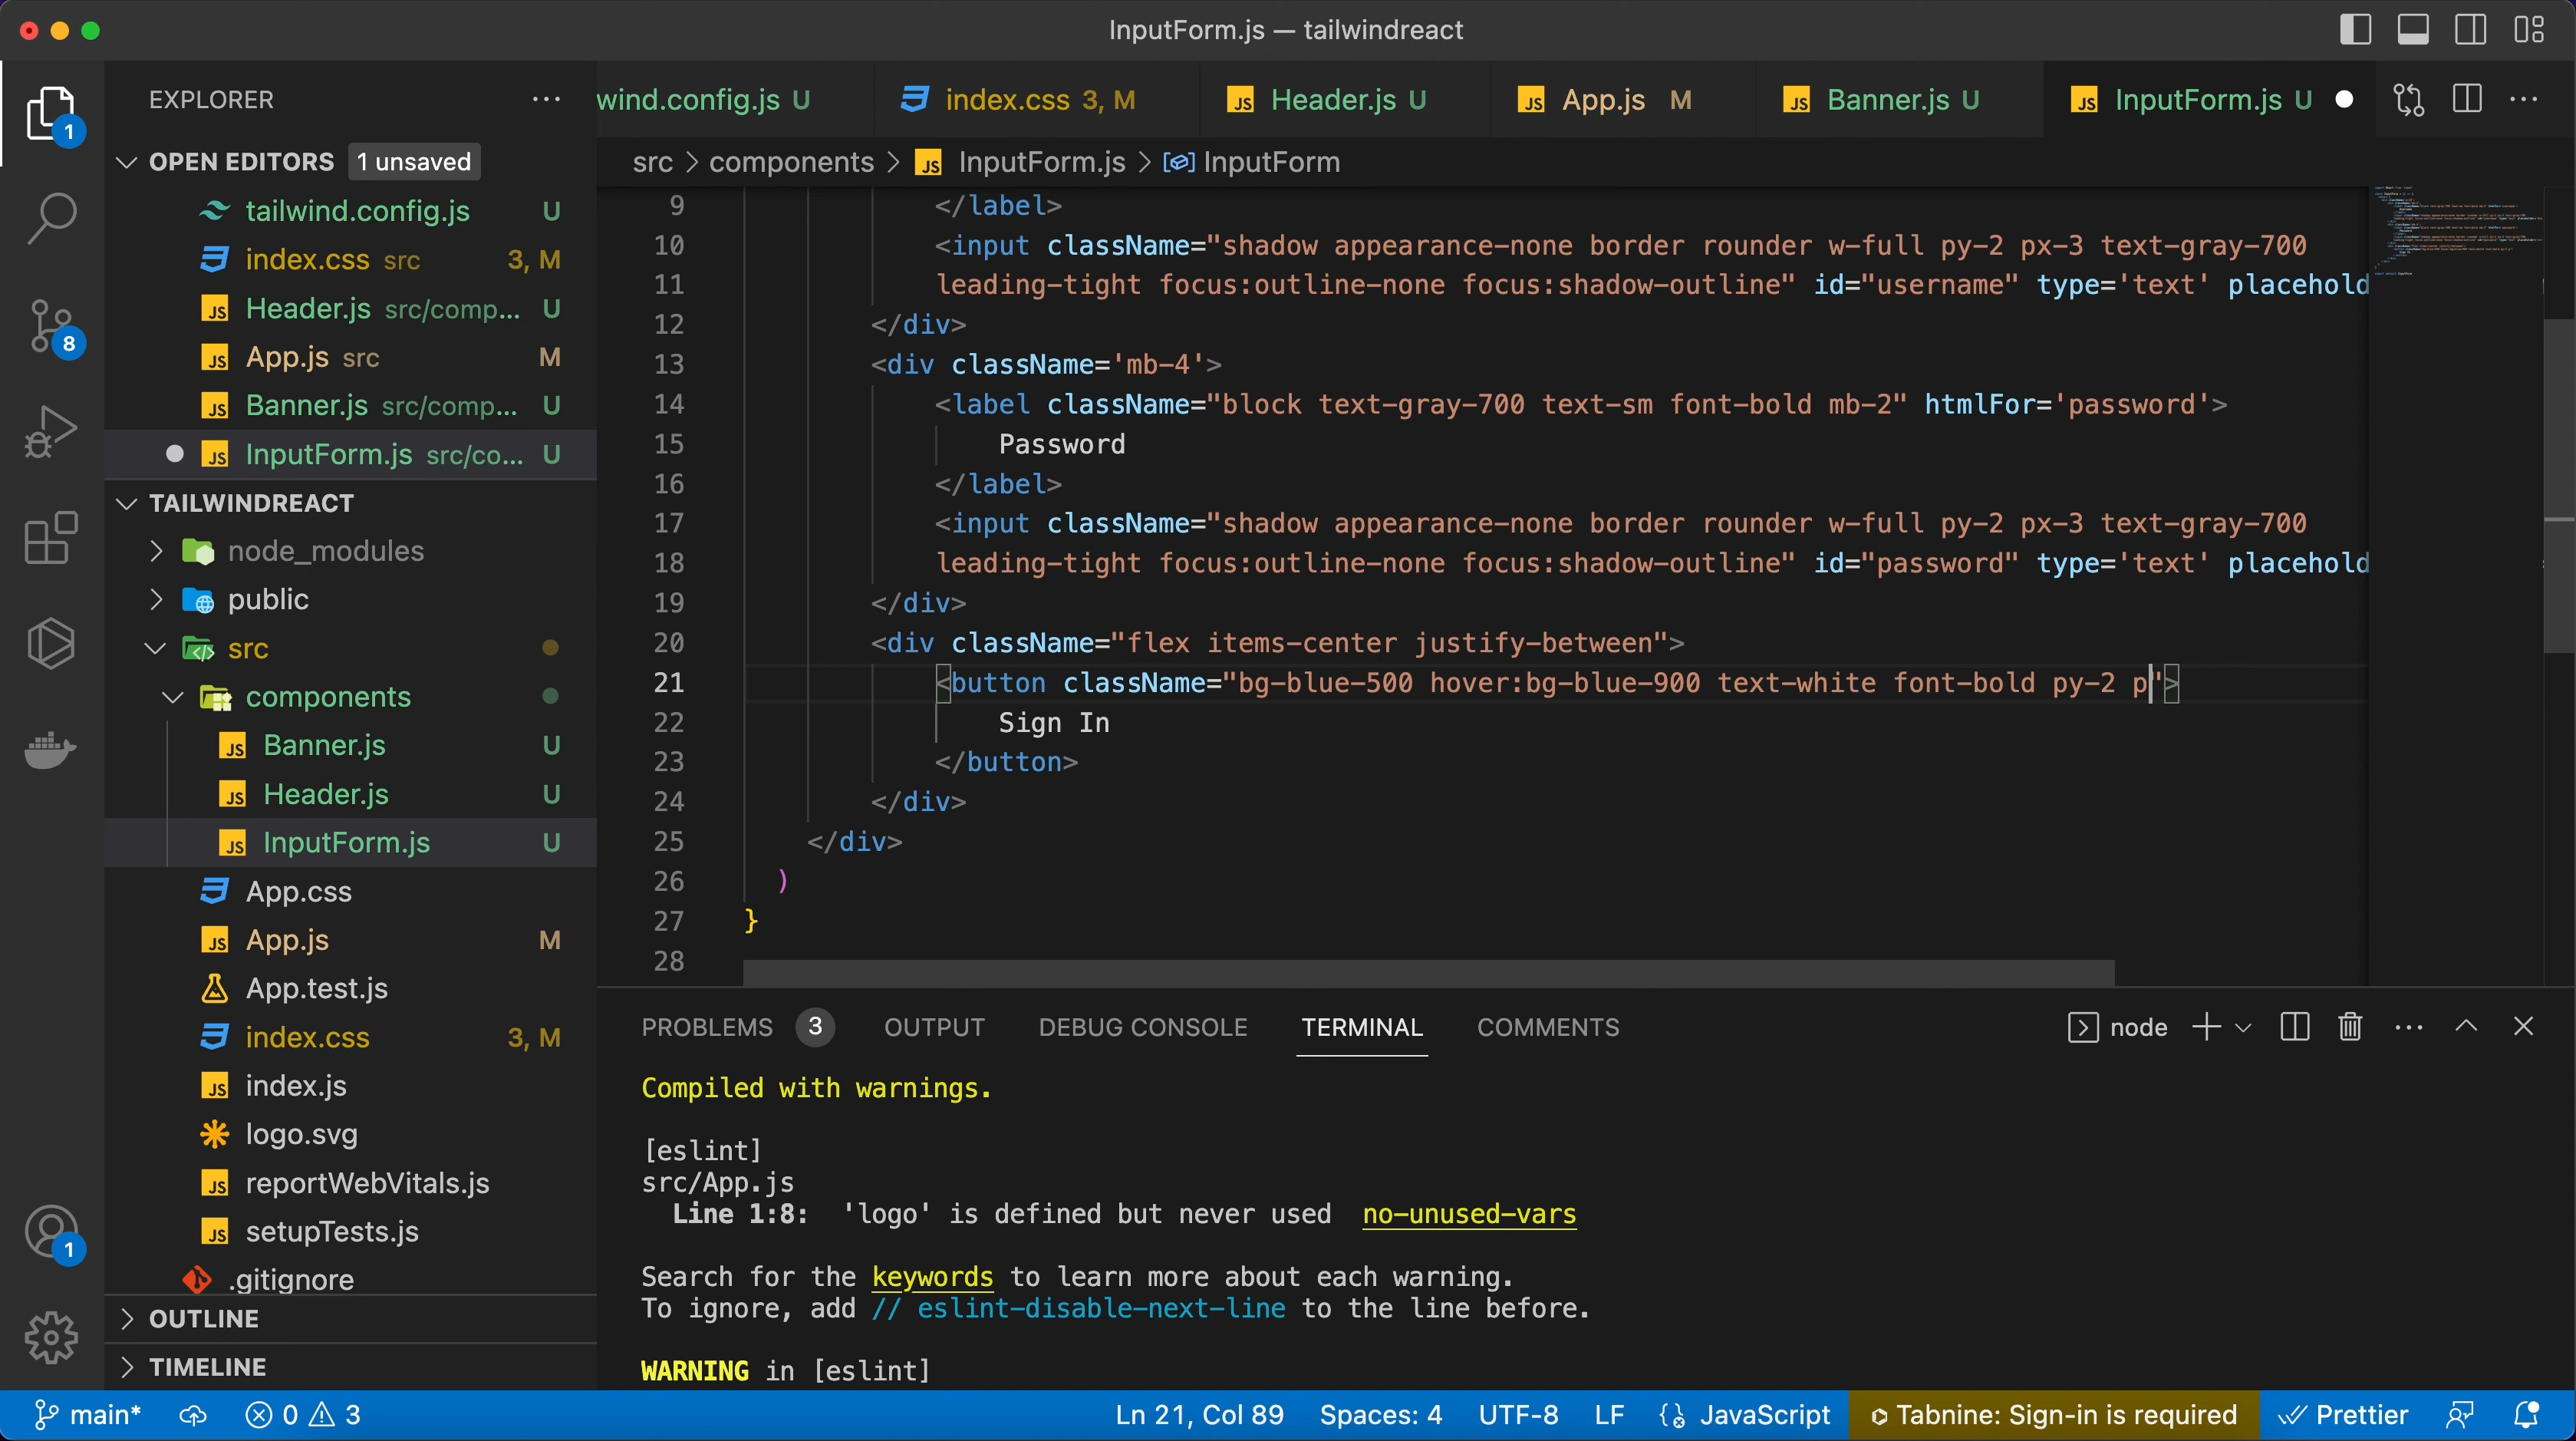 InputForm.js — tailwindreact
EXPLORER
OPEN EDITORS 1 unsaved
tailwind.config.js U
index.css src 3, M
Header.js src/comp... U
App.js src M
Banner.js src/comp... U
InputForm.js src/co... U
TAILWINDREACT
node_modules
public
src
components
Banner.js U
Header.js U
InputForm.js U
App.css
App.js M
App.test.js
index.css 3, M
index.js
logo.svg
reportWebVitals.js
setupTests.js
.gitignore
OUTLINE
TIMELINE
1
8
1
wind.config.js U index.css 3, M Header.js U App.js M Banner.js U InputForm.js U
src > components > InputForm.js > InputForm
9 </label>
10 <input className="shadow appearance-none border rounder w-full py-2 px-3 text-gray-700
11 leading-tight focus:outline-none focus:shadow-outline" id="username" type='text' placehold
12 </div>
13 <div className='mb-4'>
14 <label className="block text-gray-700 text-sm font-bold mb-2" htmlFor='password'>
15 Password
16 </label>
17 <input className="shadow appearance-none border rounder w-full py-2 px-3 text-gray-700
18 leading-tight focus:outline-none focus:shadow-outline" id="password" type='text' placehold
19 </div>
20 <div className="flex items-center justify-between">
21 <button className="bg-blue-500 hover:bg-blue-900 text-white font-bold py-2 p">
22 Sign In
23 </button>
24 </div>
25 </div>
26 )
27 }
28
PROBLEMS 3 OUTPUT DEBUG CONSOLE TERMINAL COMMENTS node
Compiled with warnings.
[eslint]
src/App.js
Line 1:8: 'logo' is defined but never used no-unused-vars
Search for the keywords to learn more about each warning.
To ignore, add // eslint-disable-next-line to the line before.
WARNING in [eslint]
main* 0 3 Ln 21, Col 89 Spaces: 4 UTF-8 LF JavaScript Tabnine: Sign-in is required Prettier